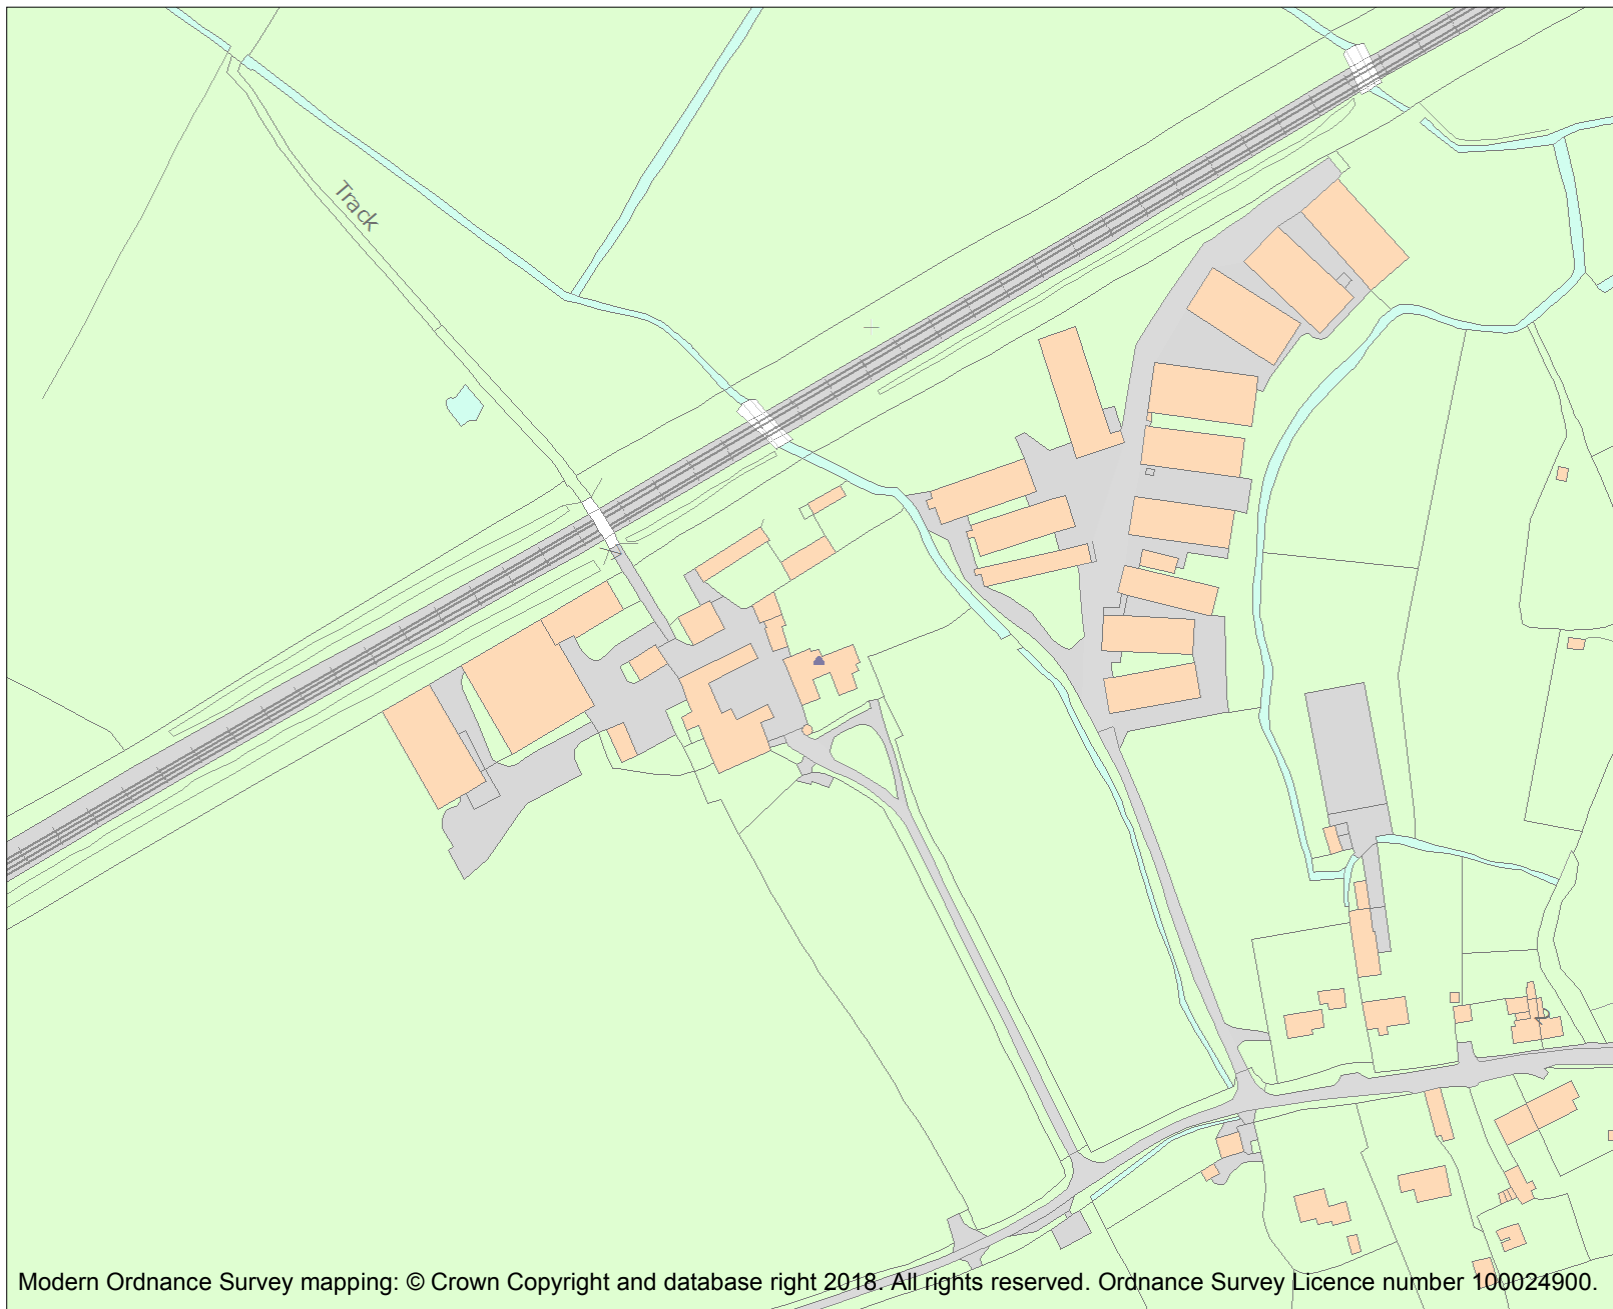 Track
2
Modern Ordnance Survey mapping: © Crown Copyright and database right 2018. All rights reserved. Ordnance Survey Licence number 100024900.